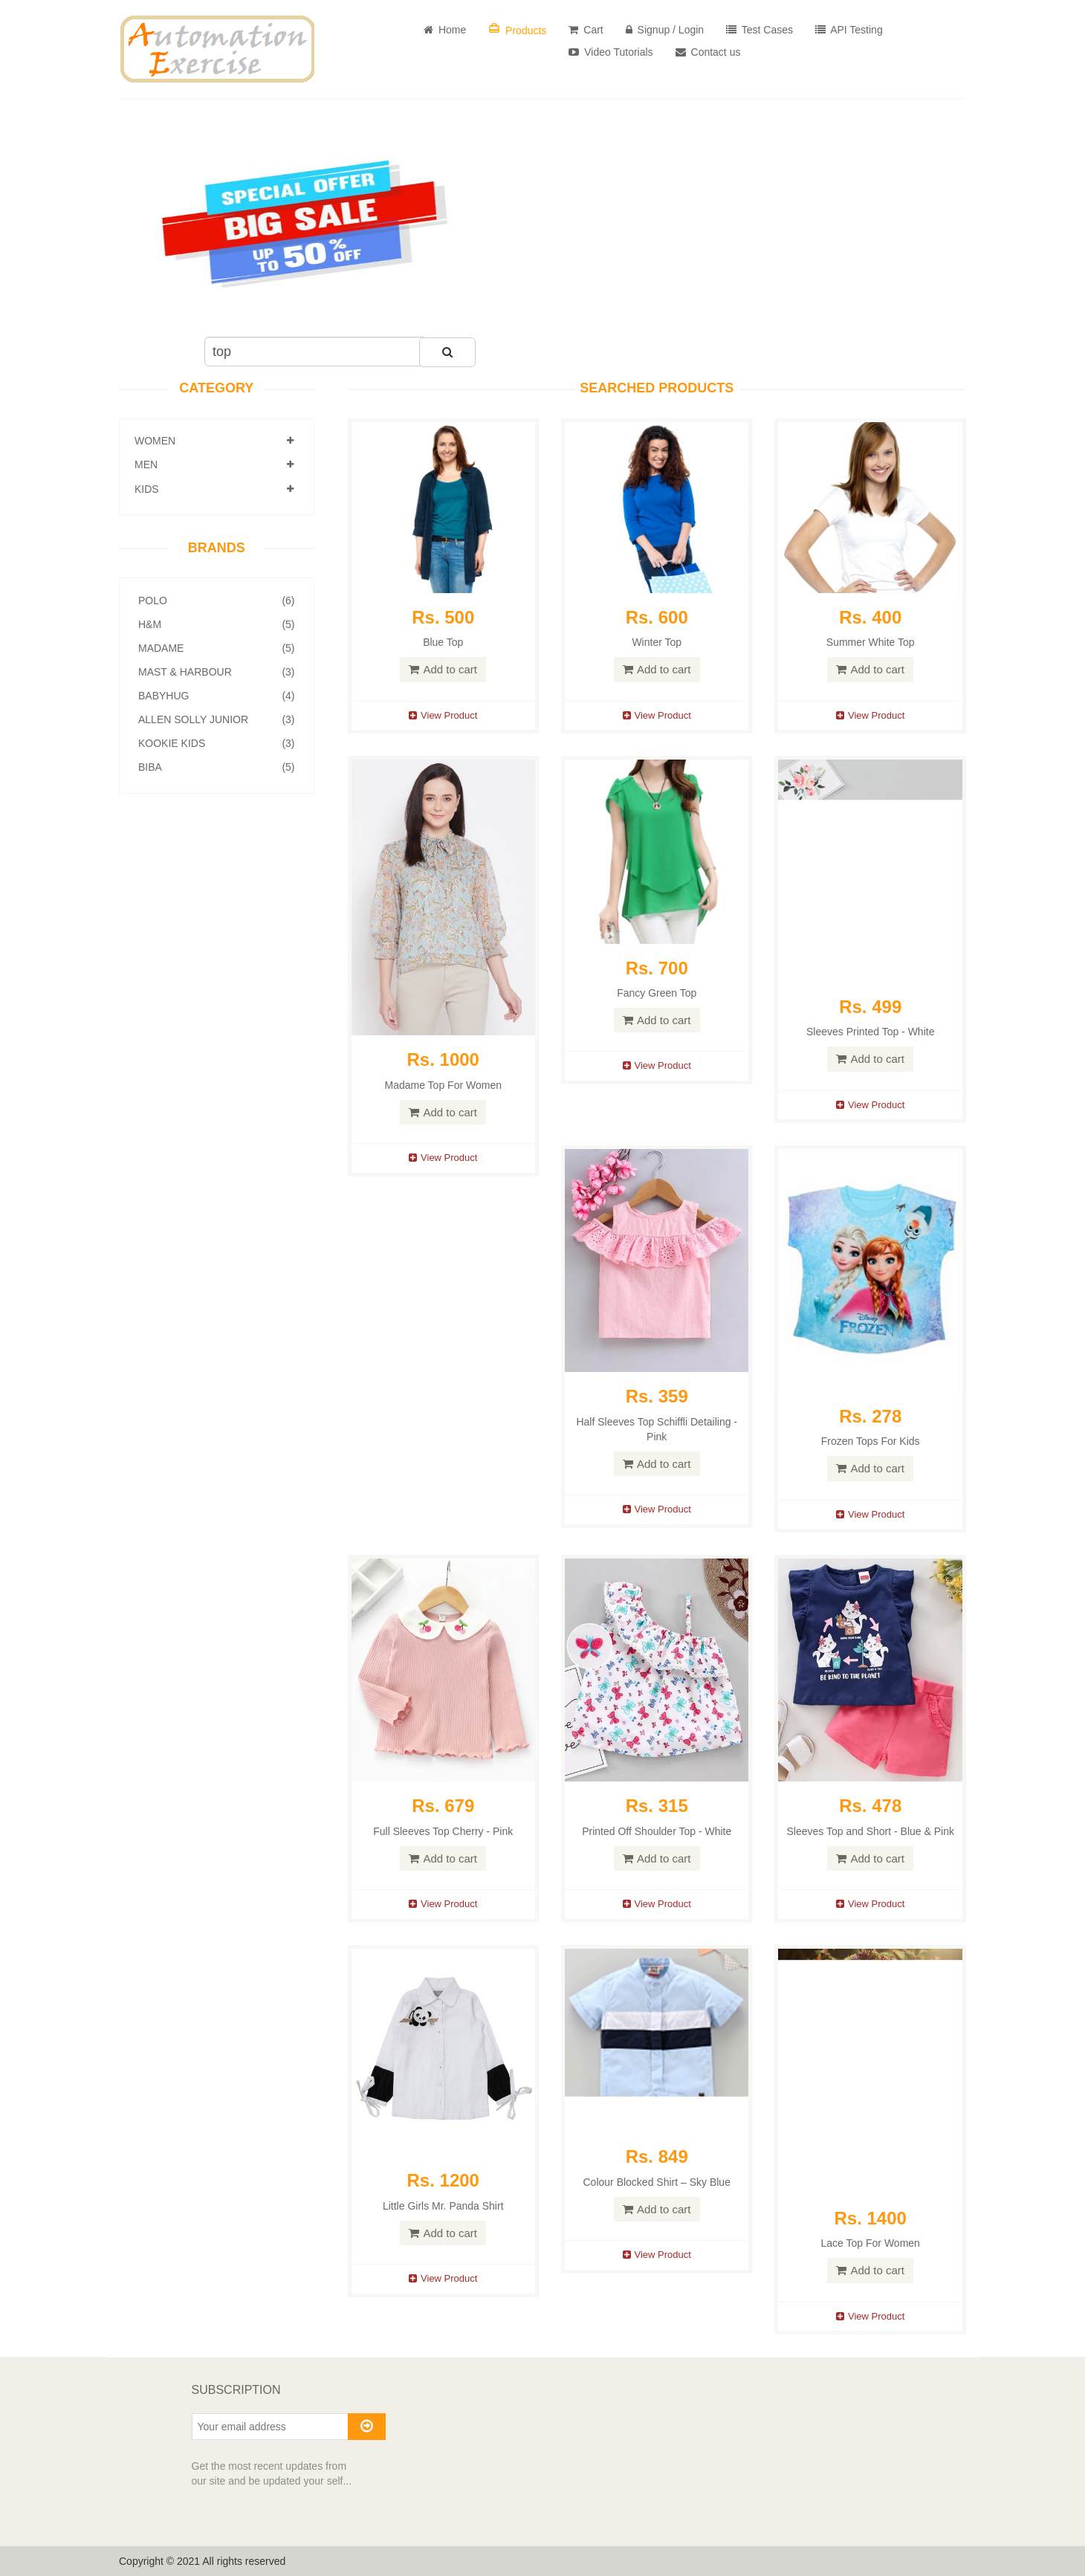 Automation
Exercise
Home
Products
Cart
Signup / Login
Test Cases
API Testing
Video Tutorials
Contact us
SPECIAL OFFER
BIG SALE
UP TO 50% OFF
top
CATEGORY
WOMEN
MEN
KIDS
BRANDS
POLO (6)
H&M (5)
MADAME (5)
MAST & HARBOUR (3)
BABYHUG (4)
ALLEN SOLLY JUNIOR (3)
KOOKIE KIDS (3)
BIBA (5)
SEARCHED PRODUCTS
Rs. 500
Blue Top
Add to cart
View Product
Rs. 600
Winter Top
Add to cart
View Product
Rs. 400
Summer White Top
Add to cart
View Product
Rs. 1000
Madame Top For Women
Add to cart
View Product
Rs. 700
Fancy Green Top
Add to cart
View Product
Rs. 499
Sleeves Printed Top - White
Add to cart
View Product
Rs. 359
Half Sleeves Top Schiffli Detailing -
Pink
Add to cart
View Product
Disney
FROZEN
Rs. 278
Frozen Tops For Kids
Add to cart
View Product
Rs. 679
Full Sleeves Top Cherry - Pink
Add to cart
View Product
Rs. 315
Printed Off Shoulder Top - White
Add to cart
View Product
BE KIND TO THE PLANET
Rs. 478
Sleeves Top and Short - Blue & Pink
Add to cart
View Product
Rs. 1200
Little Girls Mr. Panda Shirt
Add to cart
View Product
Rs. 849
Colour Blocked Shirt – Sky Blue
Add to cart
View Product
Rs. 1400
Lace Top For Women
Add to cart
View Product
SUBSCRIPTION
Your email address
Get the most recent updates from
our site and be updated your self...
Copyright © 2021 All rights reserved